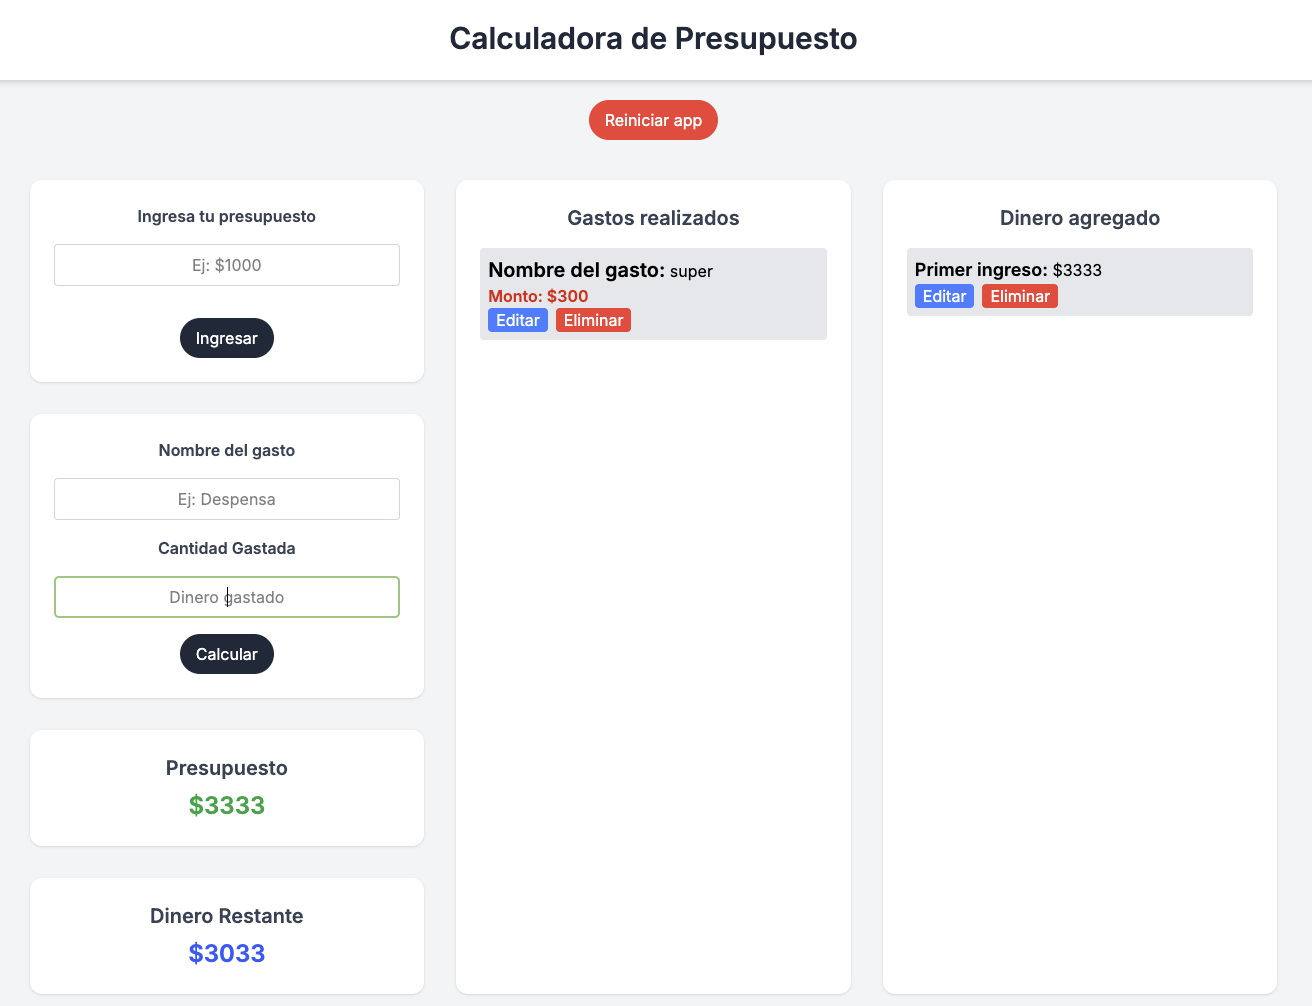 Calculadora de Presupuesto
Reiniciar app
Ingresa tu presupuesto
Ej: $1000
Ingresar
Nombre del gasto
Ej: Despensa
Cantidad Gastada
Dinero gastado
Calcular
Presupuesto
$3333
Dinero Restante
$3033
Gastos realizados
Nombre del gasto: super
Monto: $300
Editar Eliminar
Dinero agregado
Primer ingreso: $3333
Editar Eliminar